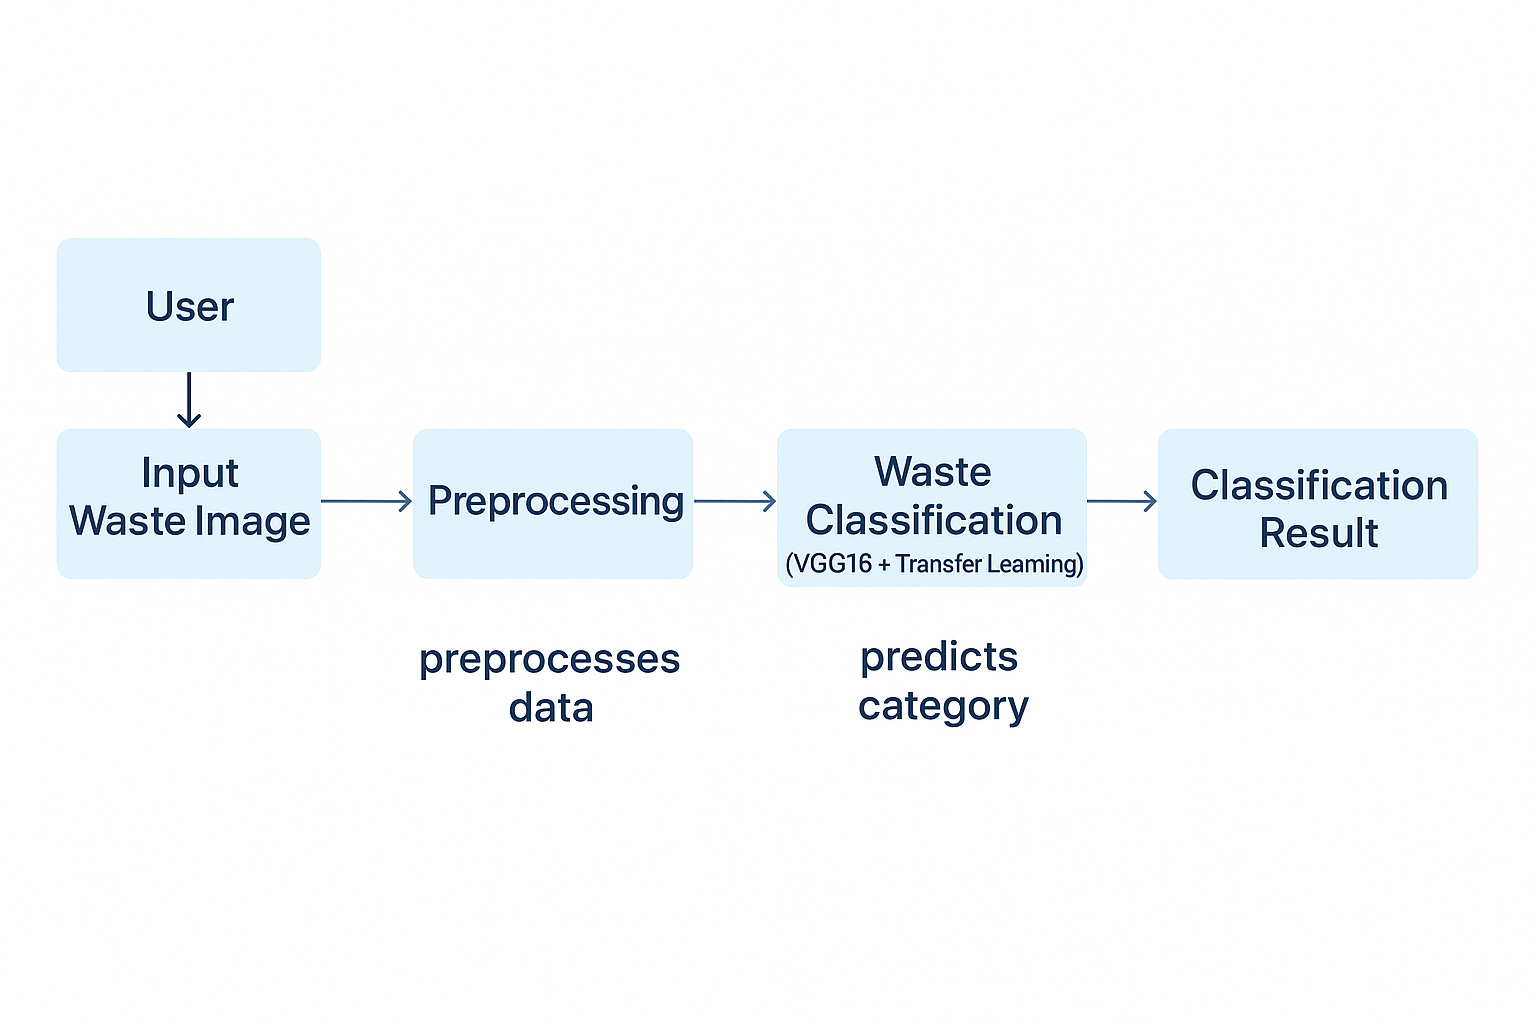 User
Input
Waste Image
Preprocessing
Waste
Classification
(VGG16 + Transfer Leaming)
Classification
Result
preprocesses
data
predicts
category